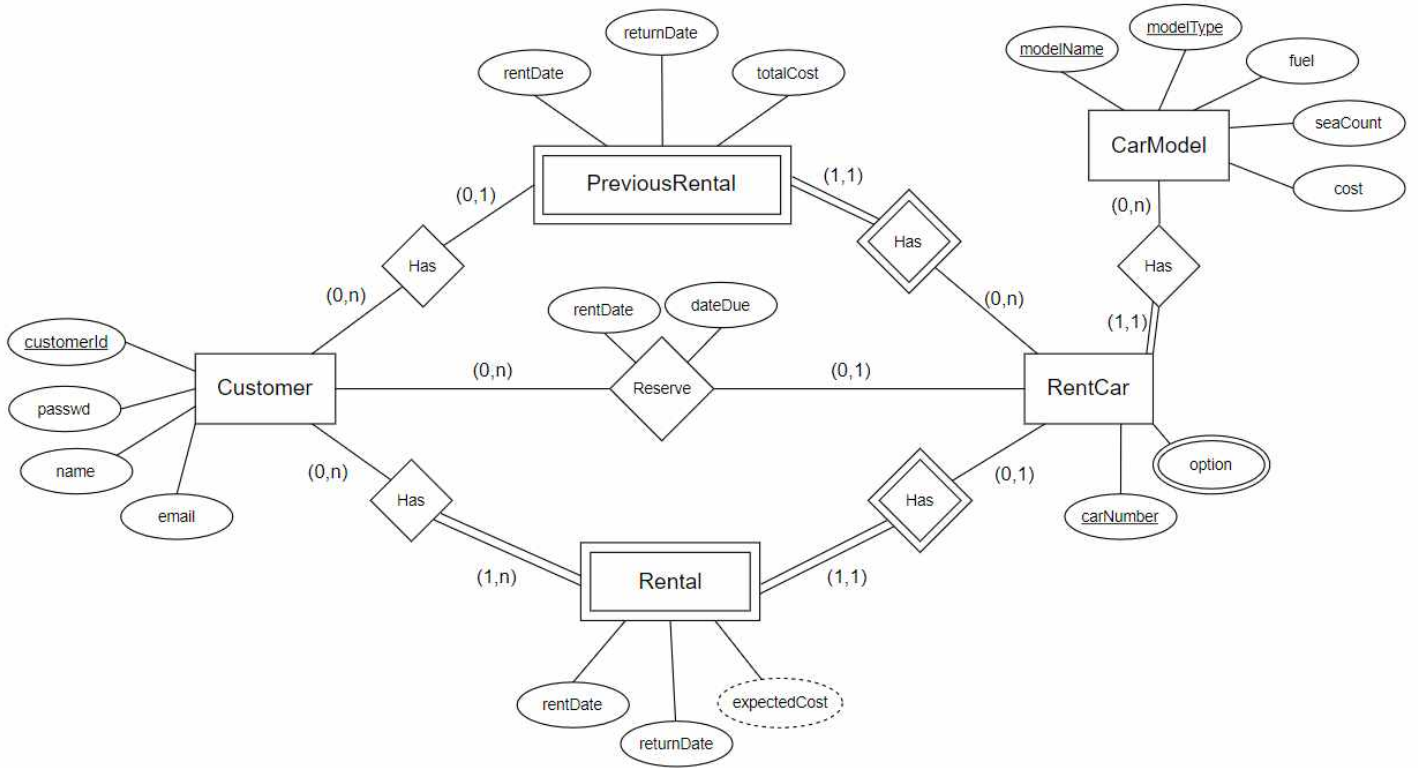 returnDate
modelType
modelName
rentDate
totalCost
fuel
seaCount
CarModel
PreviousRental
(1,1)
cost
(0,1)
(0,n)
Has
Has
Has
(0,n)
rentDate
dateDue
(0,n)
(1,1)
customerId
Customer
(0,n)
Reserve
(0,1)
RentCar
passwd
name
(0,n)
(0,1)
option
Has
Has
email
carNumber
(1,n)
Rental
(1,1)
rentDate
expectedCost
returnDate